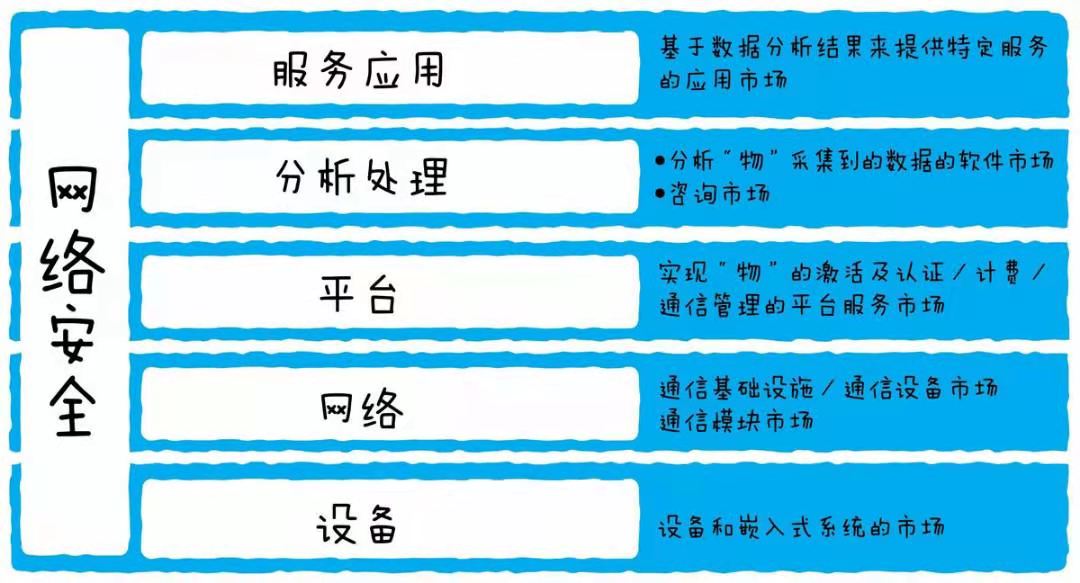 网络安全
服务应用
基于数据分析结果来提供特定服务
的应用市场
分析处理
•分析“物”采集到的数据的软件市场
•咨询市场
平台
实现“物”的激活及认证/计费/
通信管理的平台服务市场
网络
通信基础设施/通信设备市场
通信模块市场
设备
设备和嵌入式系统的市场